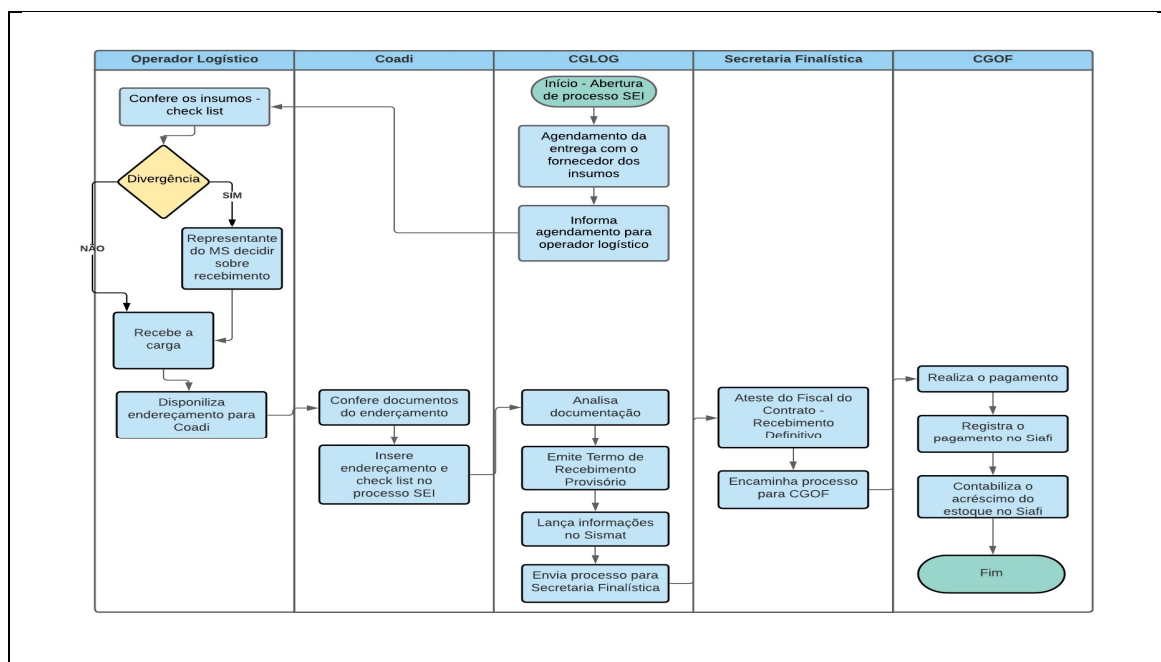 Operador Logístico
Coadi
CGLOG
Secretaria Finalística
CGOF
Início - Abertura
de processo SEI
Agendamento da
entrega com o
fornecedor dos
insumos
Informa
agendamento para
operador logístico
Confere os insumos -
check list
Divergência
SIM
NÃO
Representante
do MS decidir
sobre
recebimento
Recebe a
carga
Disponiliza
endereçamento para
Coadi
Confere documentos
do enderçamento
Insere
endereçamento e
check list no
processo SEI
Analisa
documentação
Emite Termo de
Recebimento
Provisório
Lança informações
no Sismat
Envia processo para
Secretaria Finalística
Ateste do Fiscal do
Contrato -
Recebimento
Definitivo
Encaminha processo
para CGOF
Realiza o pagamento
Registra o
pagamento no Siafi
Contabiliza o
acréscimo do
estoque no Siafi
Fim